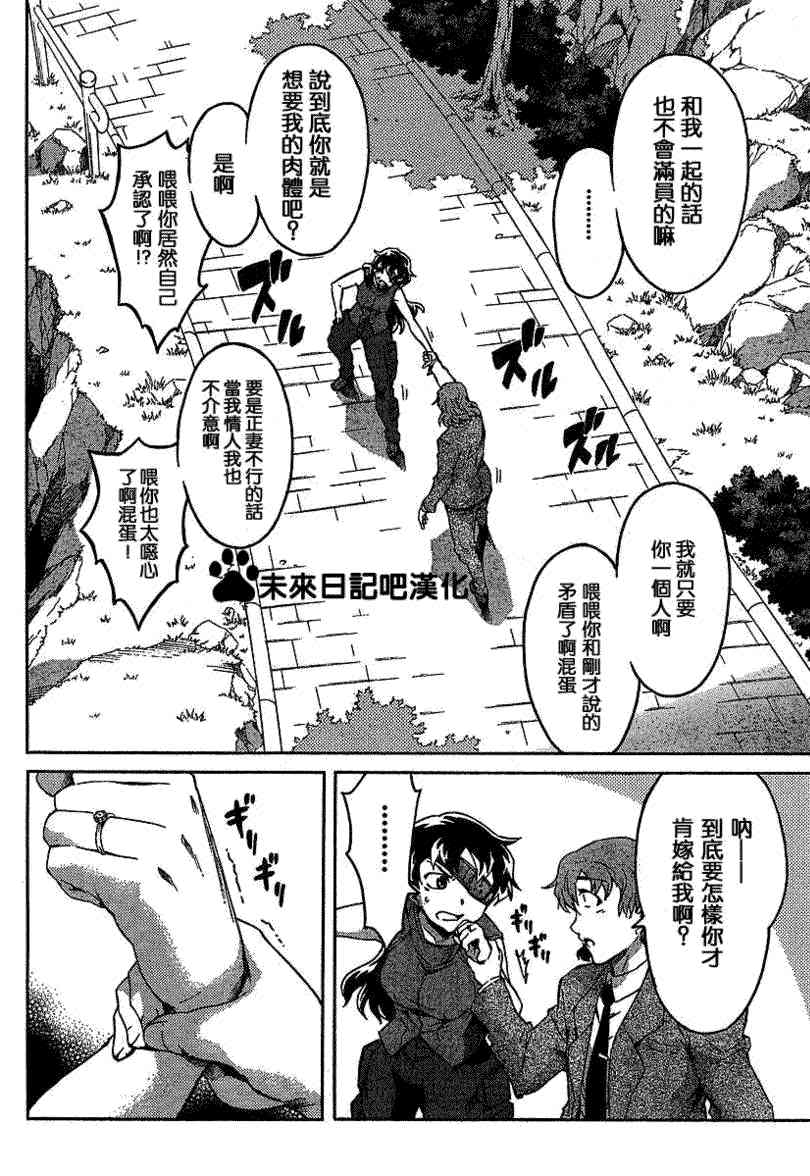 和我一起的話
也不會滿員的嘛
………
說到底你就是
想要我的肉體吧？
是啊
喂喂你居然自己
承認了啊!?
ズル
ズル
ズル
要是正妻不行的話
當我情人我也
不介意啊
喂你也太噁心
了啊混蛋！
我就只要
你一個人啊
喂喂你和剛才說的
矛盾了啊混蛋
未來日記吧漢化
吶──
到底要怎樣你才
肯嫁給我啊？
………
ギギギ
ギギギ